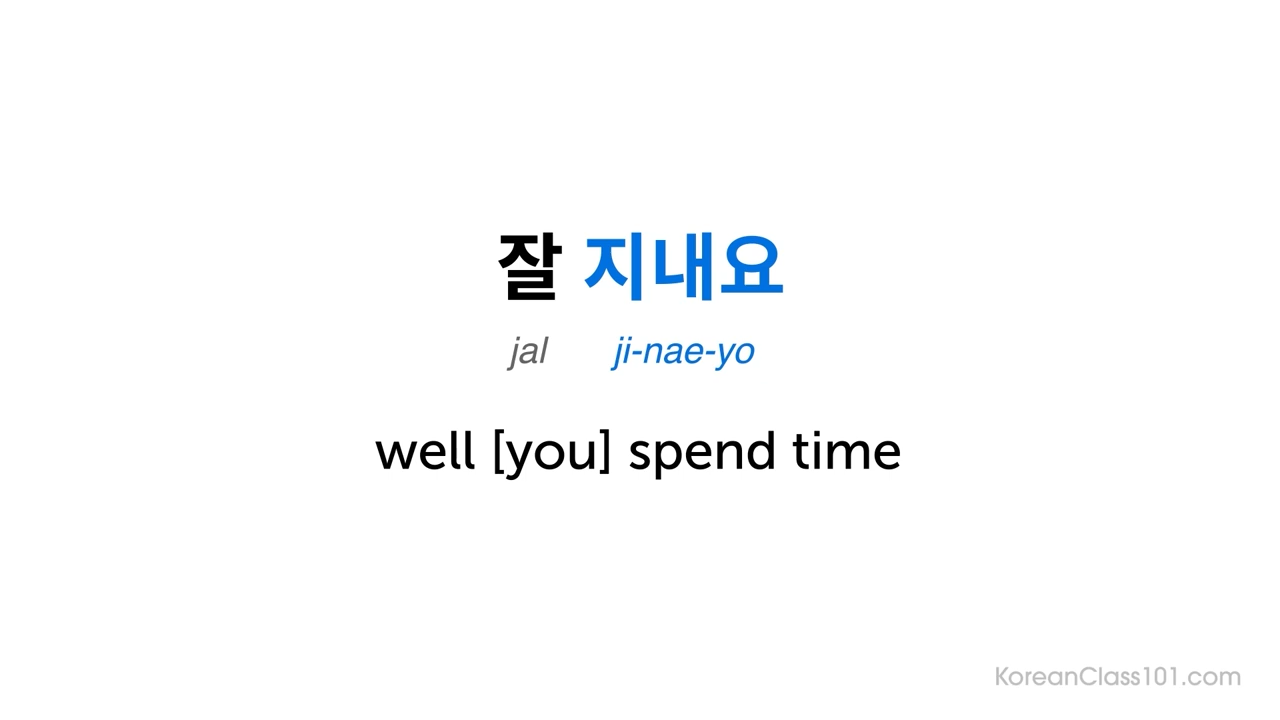 잘 지내요
jal ji-nae-yo
well [you] spend time
KoreanClass101.com